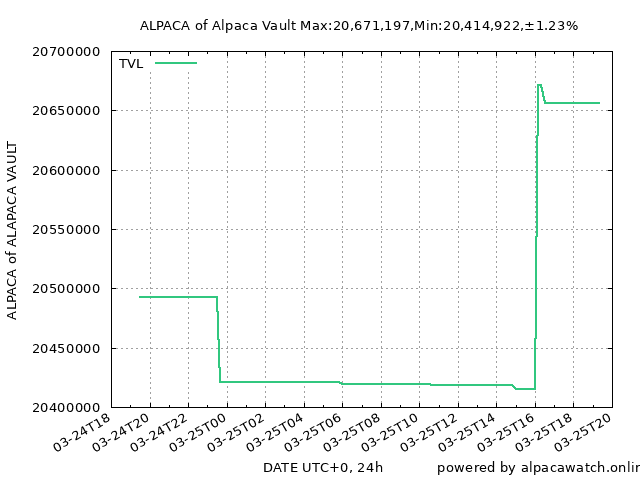 ALPACA of Alpaca Vault Max:20,671,197,Min:20,414,922,±1.23%
TVL
20700000
20650000
20600000
20550000
20500000
20450000
20400000
ALPACA of ALAPACA VAULT
03-24T18
03-24T20
03-24T22
03-25T00
03-25T02
03-25T04
03-25T06
03-25T08
03-25T10
03-25T12
03-25T14
03-25T16
03-25T18
03-25T20
DATE UTC+0, 24h
powered by alpacawatch.onlin